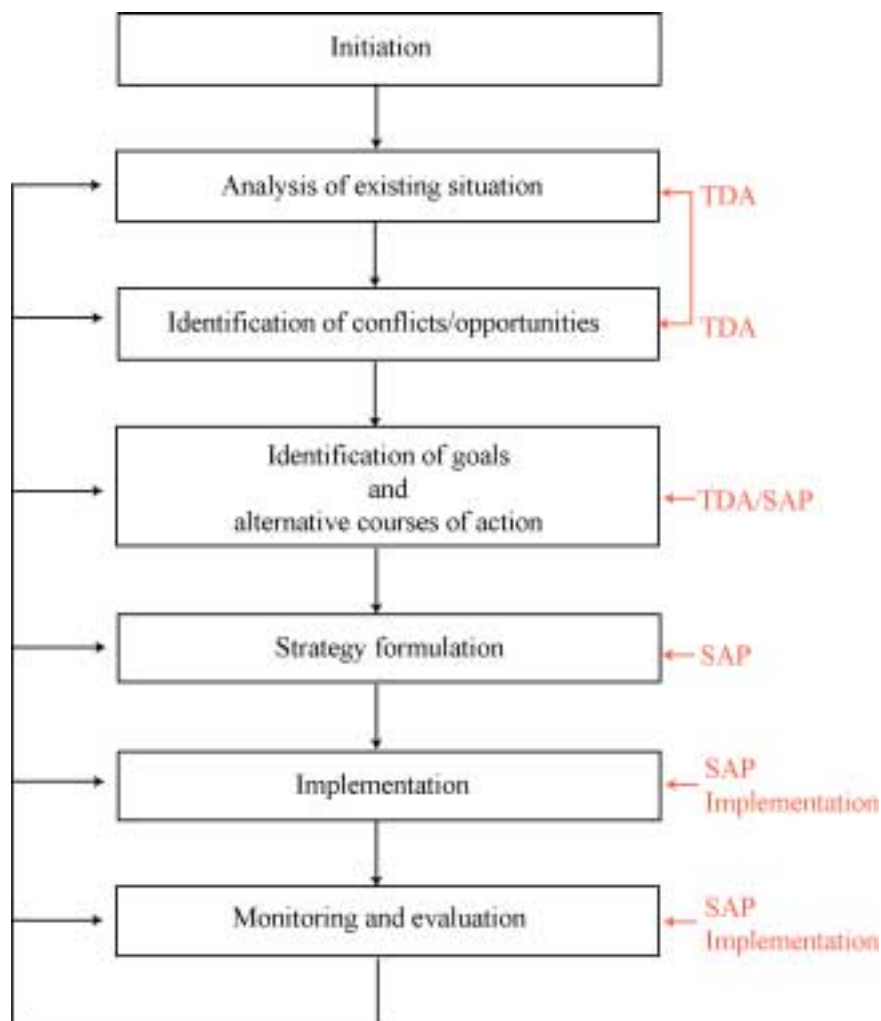 Initiation
Analysis of existing situation
TDA
Identification of conflicts/opportunities
TDA
Identification of goals
and
alternative courses of action
TDA/SAP
Strategy formulation
SAP
Implementation
SAP
Implementation
Monitoring and evaluation
SAP
Implementation